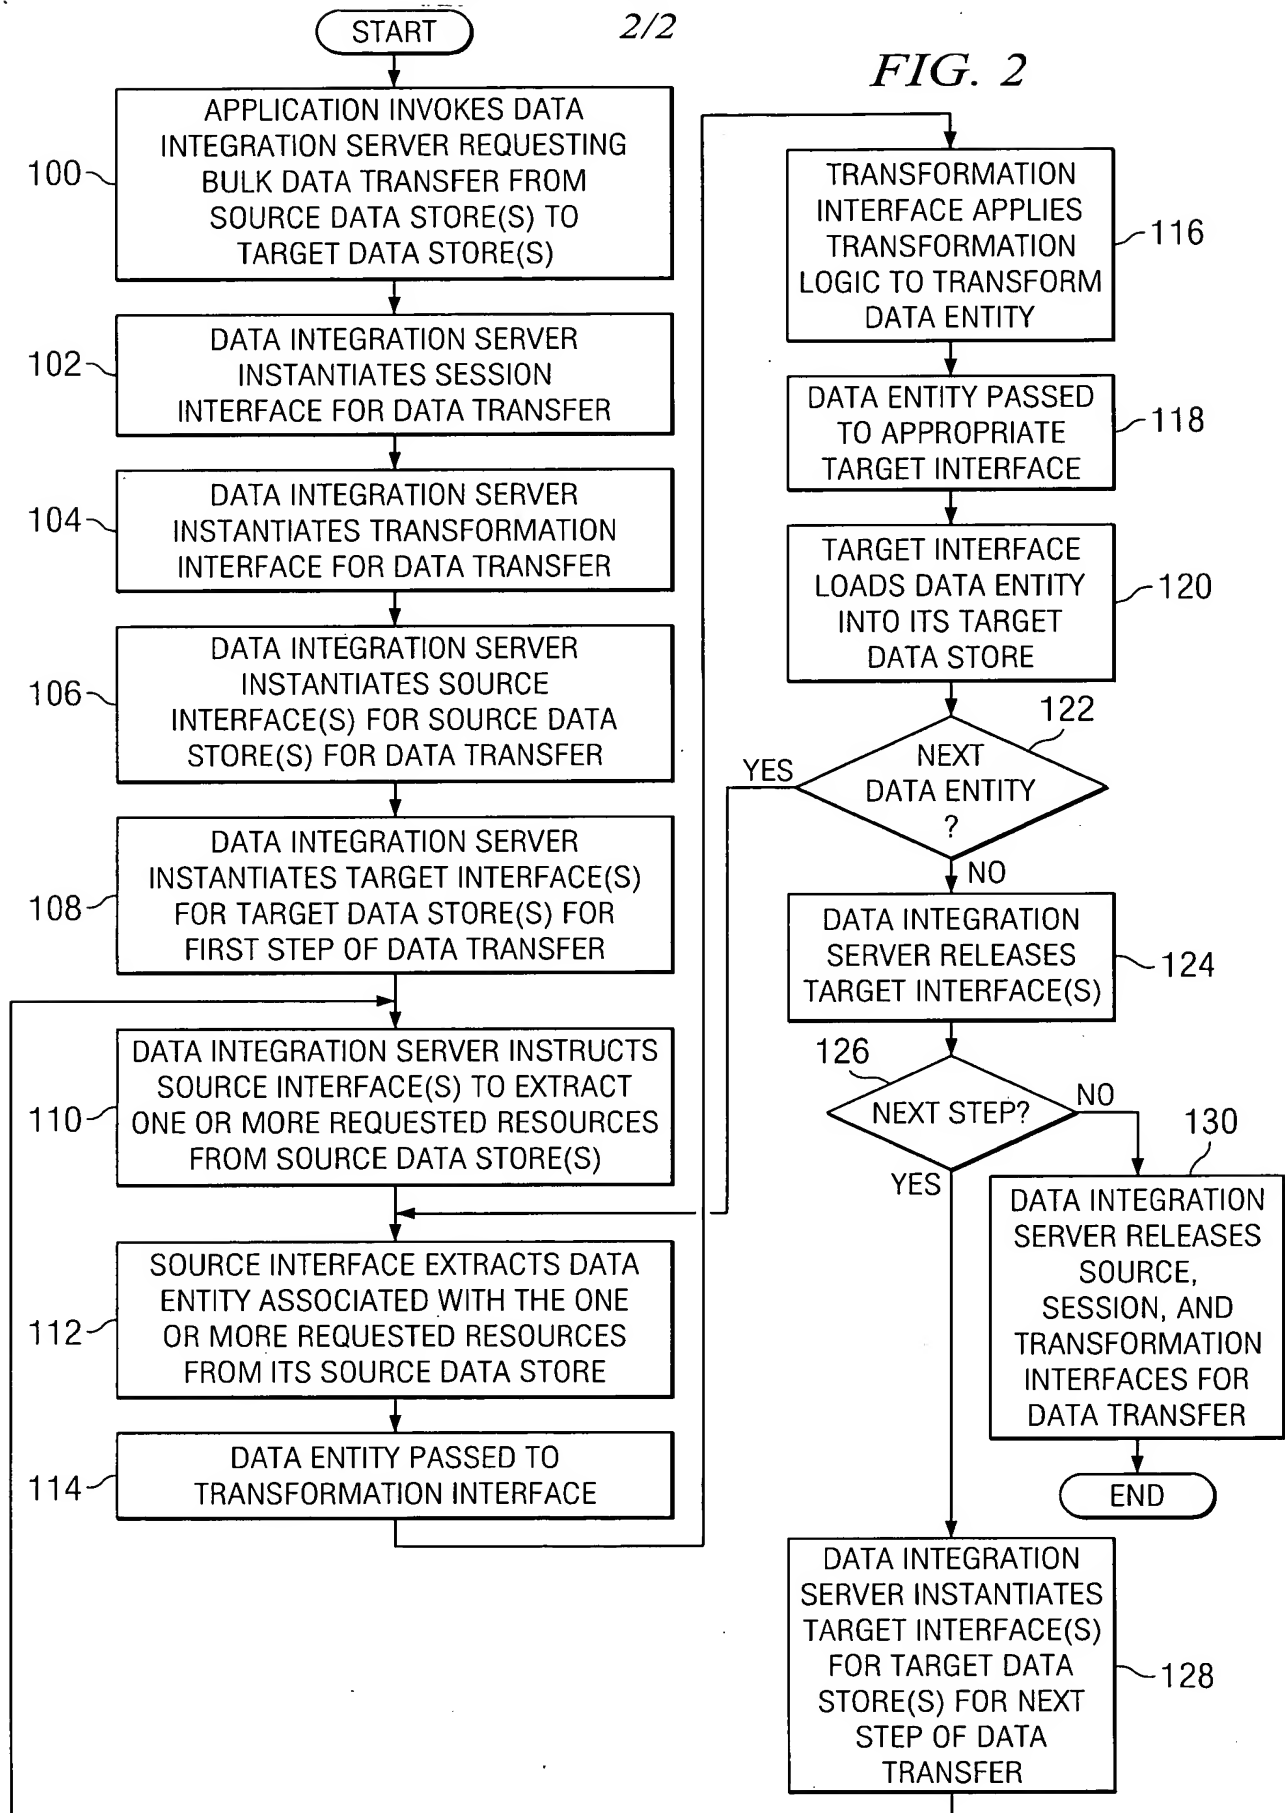 START
2/2
FIG. 2
APPLICATION INVOKES DATA
INTEGRATION SERVER REQUESTING
BULK DATA TRANSFER FROM
SOURCE DATA STORE(S) TO
TARGET DATA STORE(S)
100
DATA INTEGRATION SERVER
INSTANTIATES SESSION
INTERFACE FOR DATA TRANSFER
102
DATA INTEGRATION SERVER
INSTANTIATES TRANSFORMATION
INTERFACE FOR DATA TRANSFER
104
DATA INTEGRATION SERVER
INSTANTIATES SOURCE
INTERFACE(S) FOR SOURCE DATA
STORE(S) FOR DATA TRANSFER
106
DATA INTEGRATION SERVER
INSTANTIATES TARGET INTERFACE(S)
FOR TARGET DATA STORE(S) FOR
FIRST STEP OF DATA TRANSFER
108
DATA INTEGRATION SERVER INSTRUCTS
SOURCE INTERFACE(S) TO EXTRACT
ONE OR MORE REQUESTED RESOURCES
FROM SOURCE DATA STORE(S)
110
SOURCE INTERFACE EXTRACTS DATA
ENTITY ASSOCIATED WITH THE ONE
OR MORE REQUESTED RESOURCES
FROM ITS SOURCE DATA STORE
112
DATA ENTITY PASSED TO
TRANSFORMATION INTERFACE
114
TRANSFORMATION
INTERFACE APPLIES
TRANSFORMATION
LOGIC TO TRANSFORM
DATA ENTITY
116
DATA ENTITY PASSED
TO APPROPRIATE
TARGET INTERFACE
118
TARGET INTERFACE
LOADS DATA ENTITY
INTO ITS TARGET
DATA STORE
120
122
YES
NEXT
DATA ENTITY
?
NO
DATA INTEGRATION
SERVER RELEASES
TARGET INTERFACE(S)
124
126
NEXT STEP?
NO
YES
130
DATA INTEGRATION
SERVER RELEASES
SOURCE,
SESSION, AND
TRANSFORMATION
INTERFACES FOR
DATA TRANSFER
END
DATA INTEGRATION
SERVER INSTANTIATES
TARGET INTERFACE(S)
FOR TARGET DATA
STORE(S) FOR NEXT
STEP OF DATA
TRANSFER
128